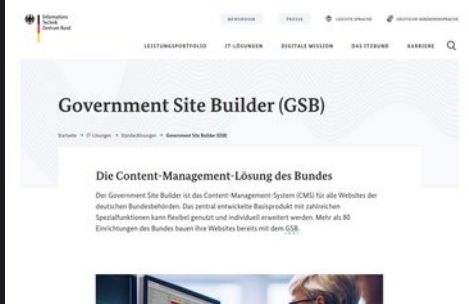 Informations
Technik
Zentrum Bund
NEWSROOM
PRESSE
LEICHTE SPRACHE
DEUTSCHE GEBÄRDENSPRACHE
LEISTUNGSPORTFOLIO
IT-LÖSUNGEN
DIGITALE MISSION
DAS ITZBUND
KARRIERE
Government Site Builder (GSB)
Startseite
IT-Lösungen
Standardlösungen
Government Site Builder (GSB)
Die Content-Management-Lösung des Bundes
Der Government Site Builder ist das Content-Management-System (CMS) für alle Websites der
deutschen Bundesbehörden. Das zentral entwickelte Basisprodukt mit zahlreichen
Spezialfunktionen kann flexibel genutzt und individuell erweitert werden. Mehr als 80
Einrichtungen des Bundes bauen ihre Websites bereits mit dem GSB.